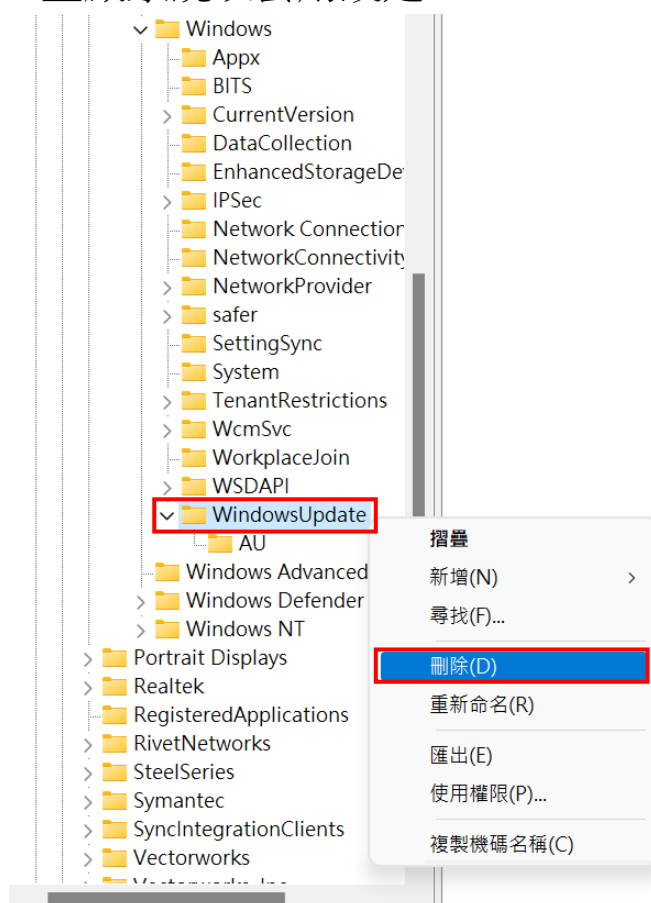 Windows
Appx
BITS
CurrentVersion
DataCollection
EnhancedStorageDe
IPSec
Network Connection
NetworkConnectivity
NetworkProvider
safer
SettingSync
System
TenantRestrictions
WcmSvc
WorkplaceJoin
WSDAPI
WindowsUpdate
AU
Windows Advanced
Windows Defender
Windows NT
Portrait Displays
Realtek
RegisteredApplications
RivetNetworks
SteelSeries
Symantec
SyncIntegrationClients
Vectorworks
摺疊
新增(N)
尋找(F)...
刪除(D)
重新命名(R)
匯出(E)
使用權限(P)...
複製機碼名稱(C)